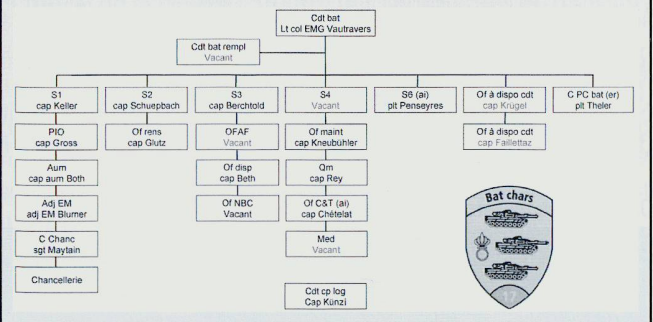 Cdt bat
Lt col EMG Vautravers
Cdt bat rempl
Vacant
S1
cap Keller
S2
cap Schuepbach
S3
cap Berchtold
S4
Vacant
S6 (ai)
plt Penseyres
Of à dispo cdt
cap Krügel
C PC bat (er)
plt Theler
PIO
cap Gross
Of rens
cap Glutz
OFAF
Vacant
Of maint
cap Kneubühler
Of à dispo cdt
cap Faillettaz
Aum
cap aum Both
Of disp
cap Beth
Qm
cap Rey
Adj EM
adj EM Blumer
Of NBC
Vacant
Of C&T (ai)
cap Chételat
C Chanc
sgt Maytain
Med
Vacant
Chancellerie
Cdt cp log
Cap Künzi
Bat chars
17